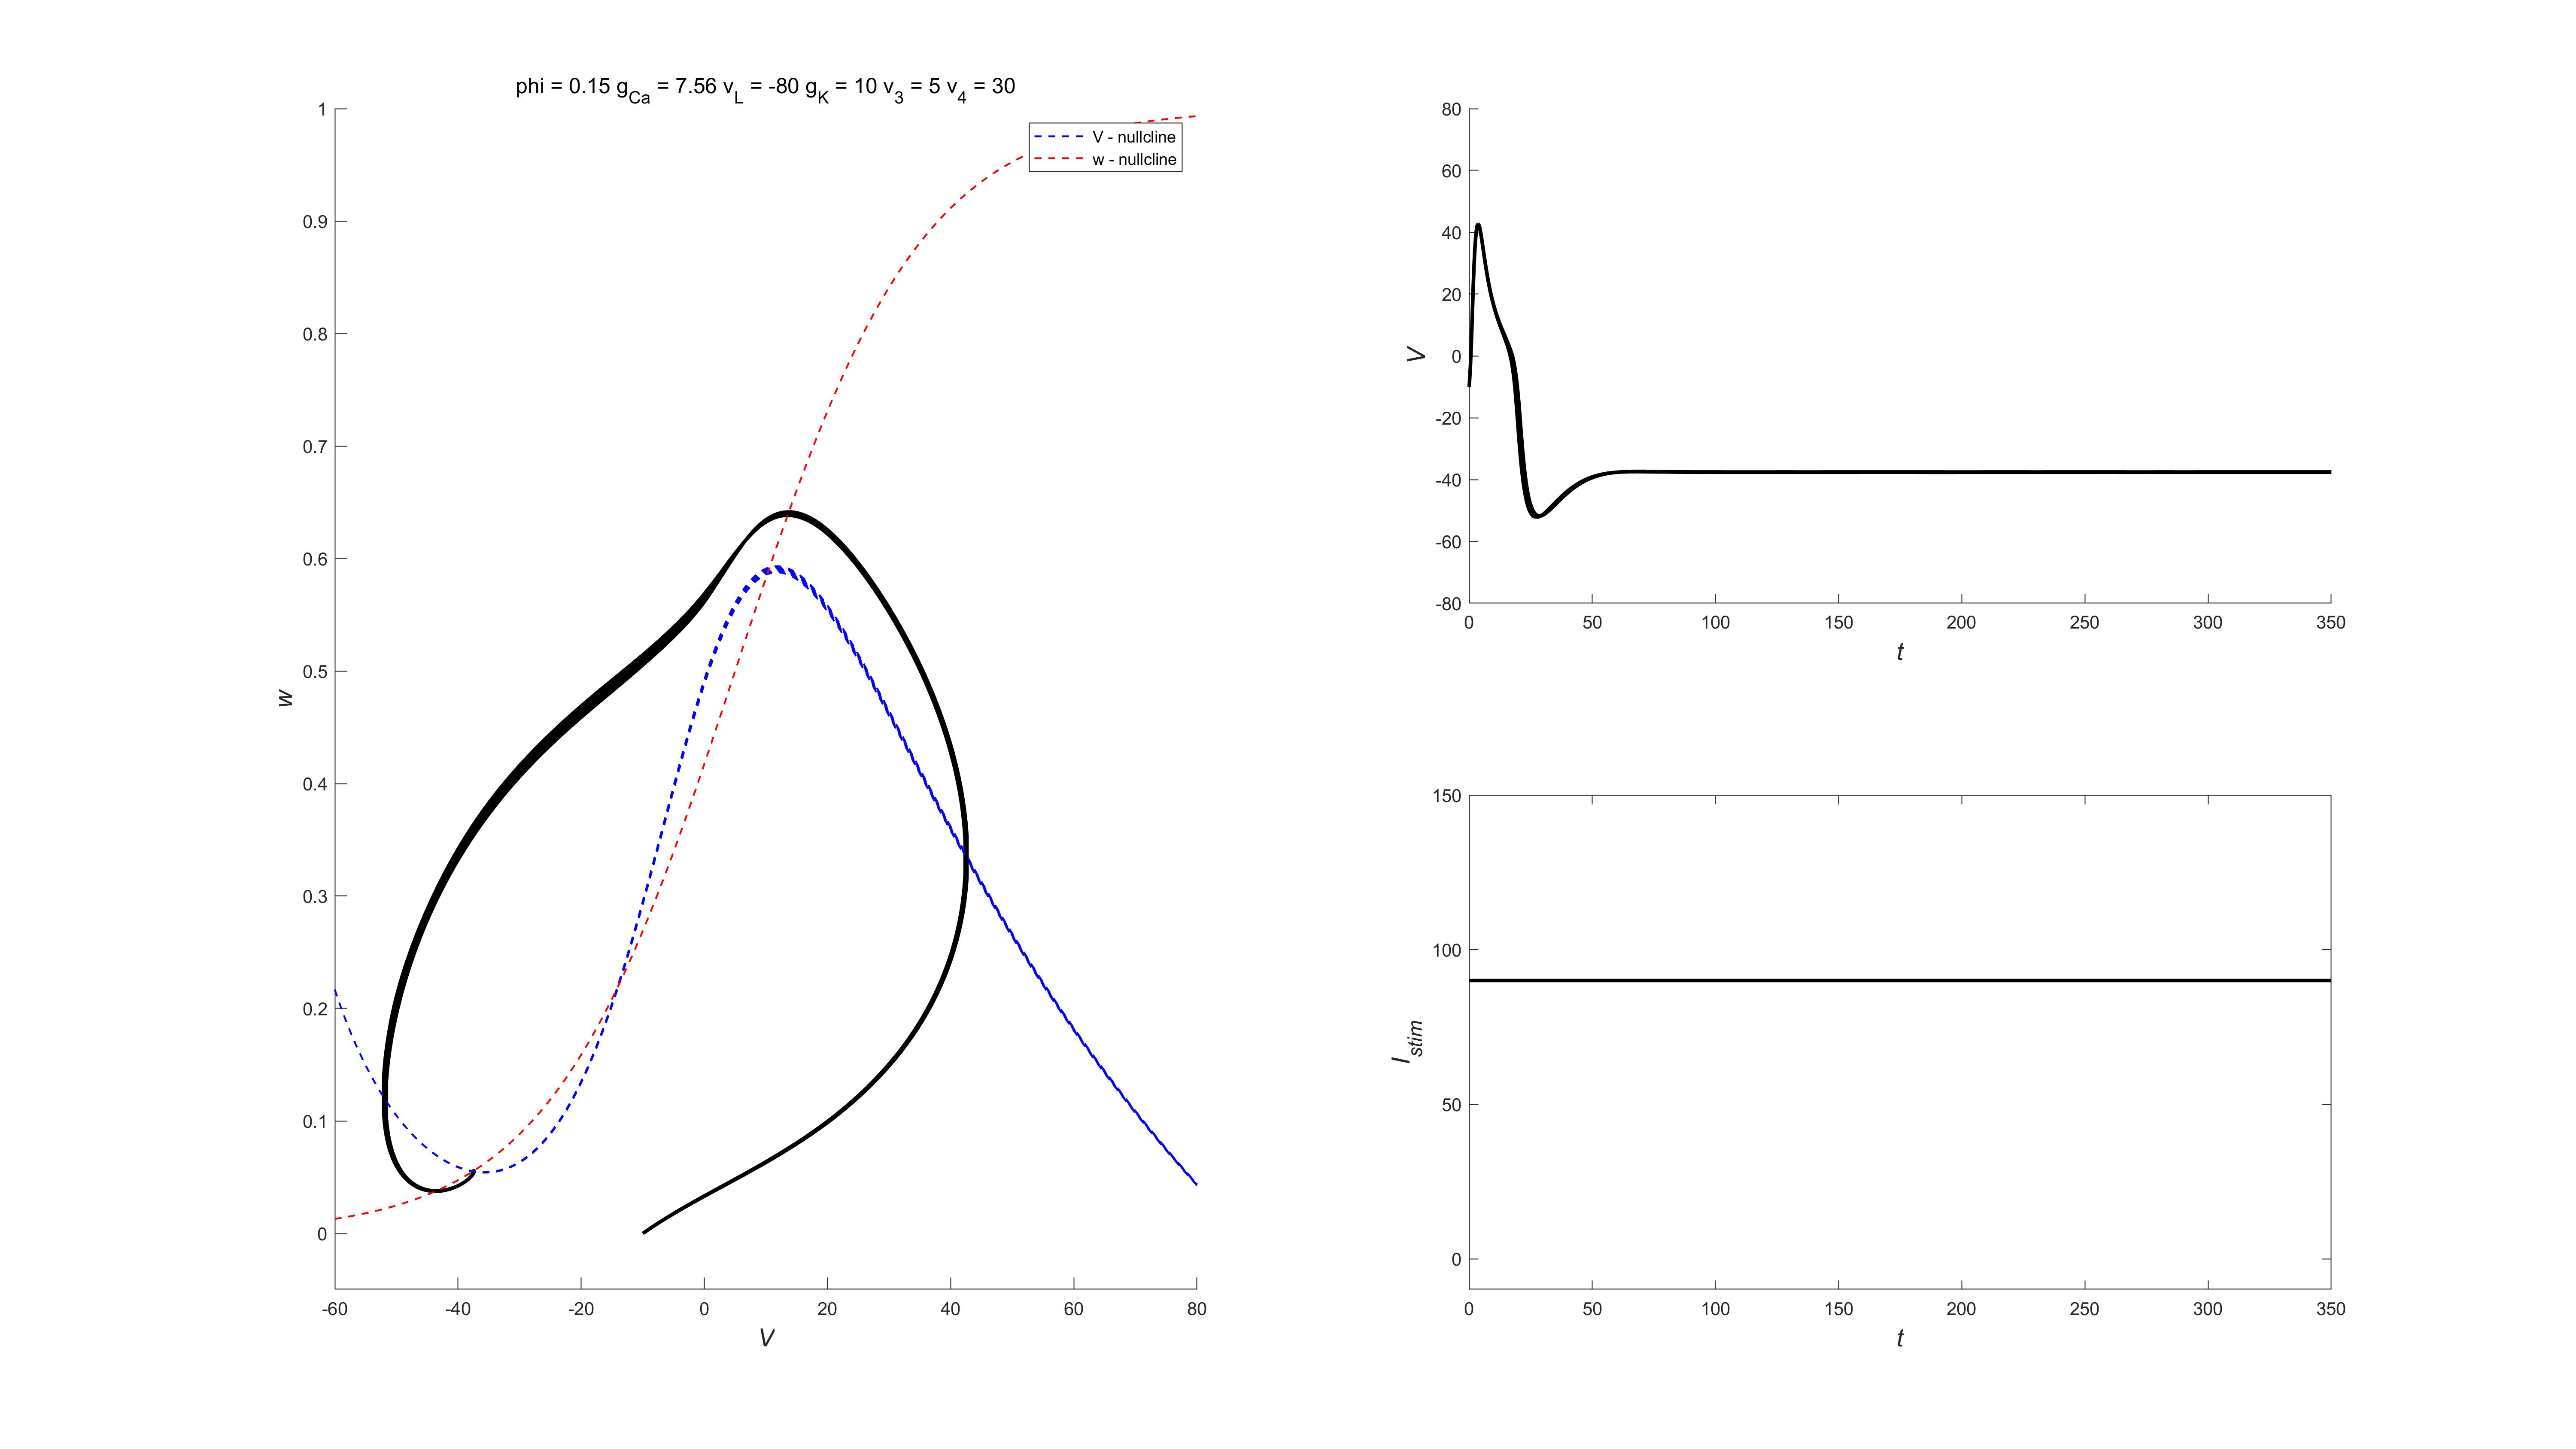 phi = 0.15 g_Ca = 7.56 v_L = -80 g_K = 10 v_3 = 5 v_4 = 30
V - nullcline
w - nullcline
1
0.9
0.8
0.7
0.6
0.5
0.4
0.3
0.2
0.1
0
w
-60 -40 -20 0 20 40 60 80
V
80
60
40
20
0
-20
-40
-60
-80
V
0 50 100 150 200 250 300 350
t
150
100
50
0
I_stim
0 50 100 150 200 250 300 350
t